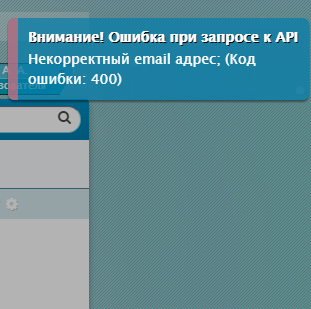 Внимание! Ошибка при запросе к API
Некорректный email адрес; (Код
ошибки: 400)